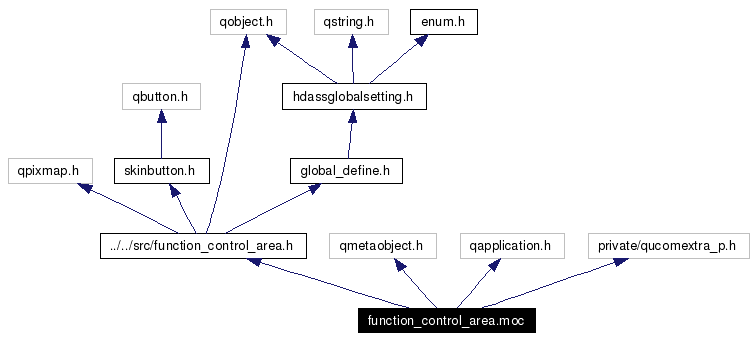 qobject.h
qstring.h
enum.h
qbutton.h
hdassglobalsetting.h
qpixmap.h
skinbutton.h
global_define.h
../../src/function_control_area.h
qmetaobject.h
qapplication.h
private/qucomextra_p.h
function_control_area.moc